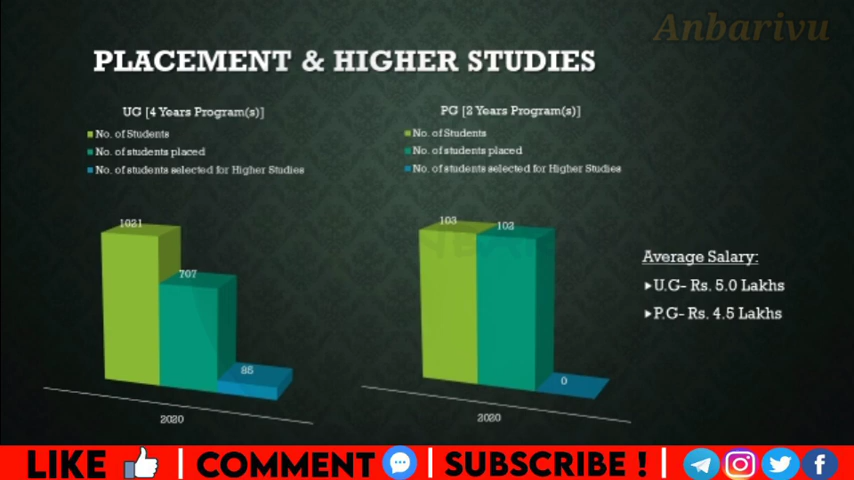 Anbarivu
PLACEMENT & HIGHER STUDIES
UG [4 Years Program(s)]
No. of Students
No. of students placed
No. of students selected for Higher Studies
1021
707
85
2020
PG [2 Years Program(s)]
No. of Students
No. of students placed
No. of students selected for Higher Studies
103
102
0
2020
Average Salary:
U.G- Rs. 5.0 Lakhs
P.G- Rs. 4.5 Lakhs
LIKE | COMMENT | SUBSCRIBE ! |